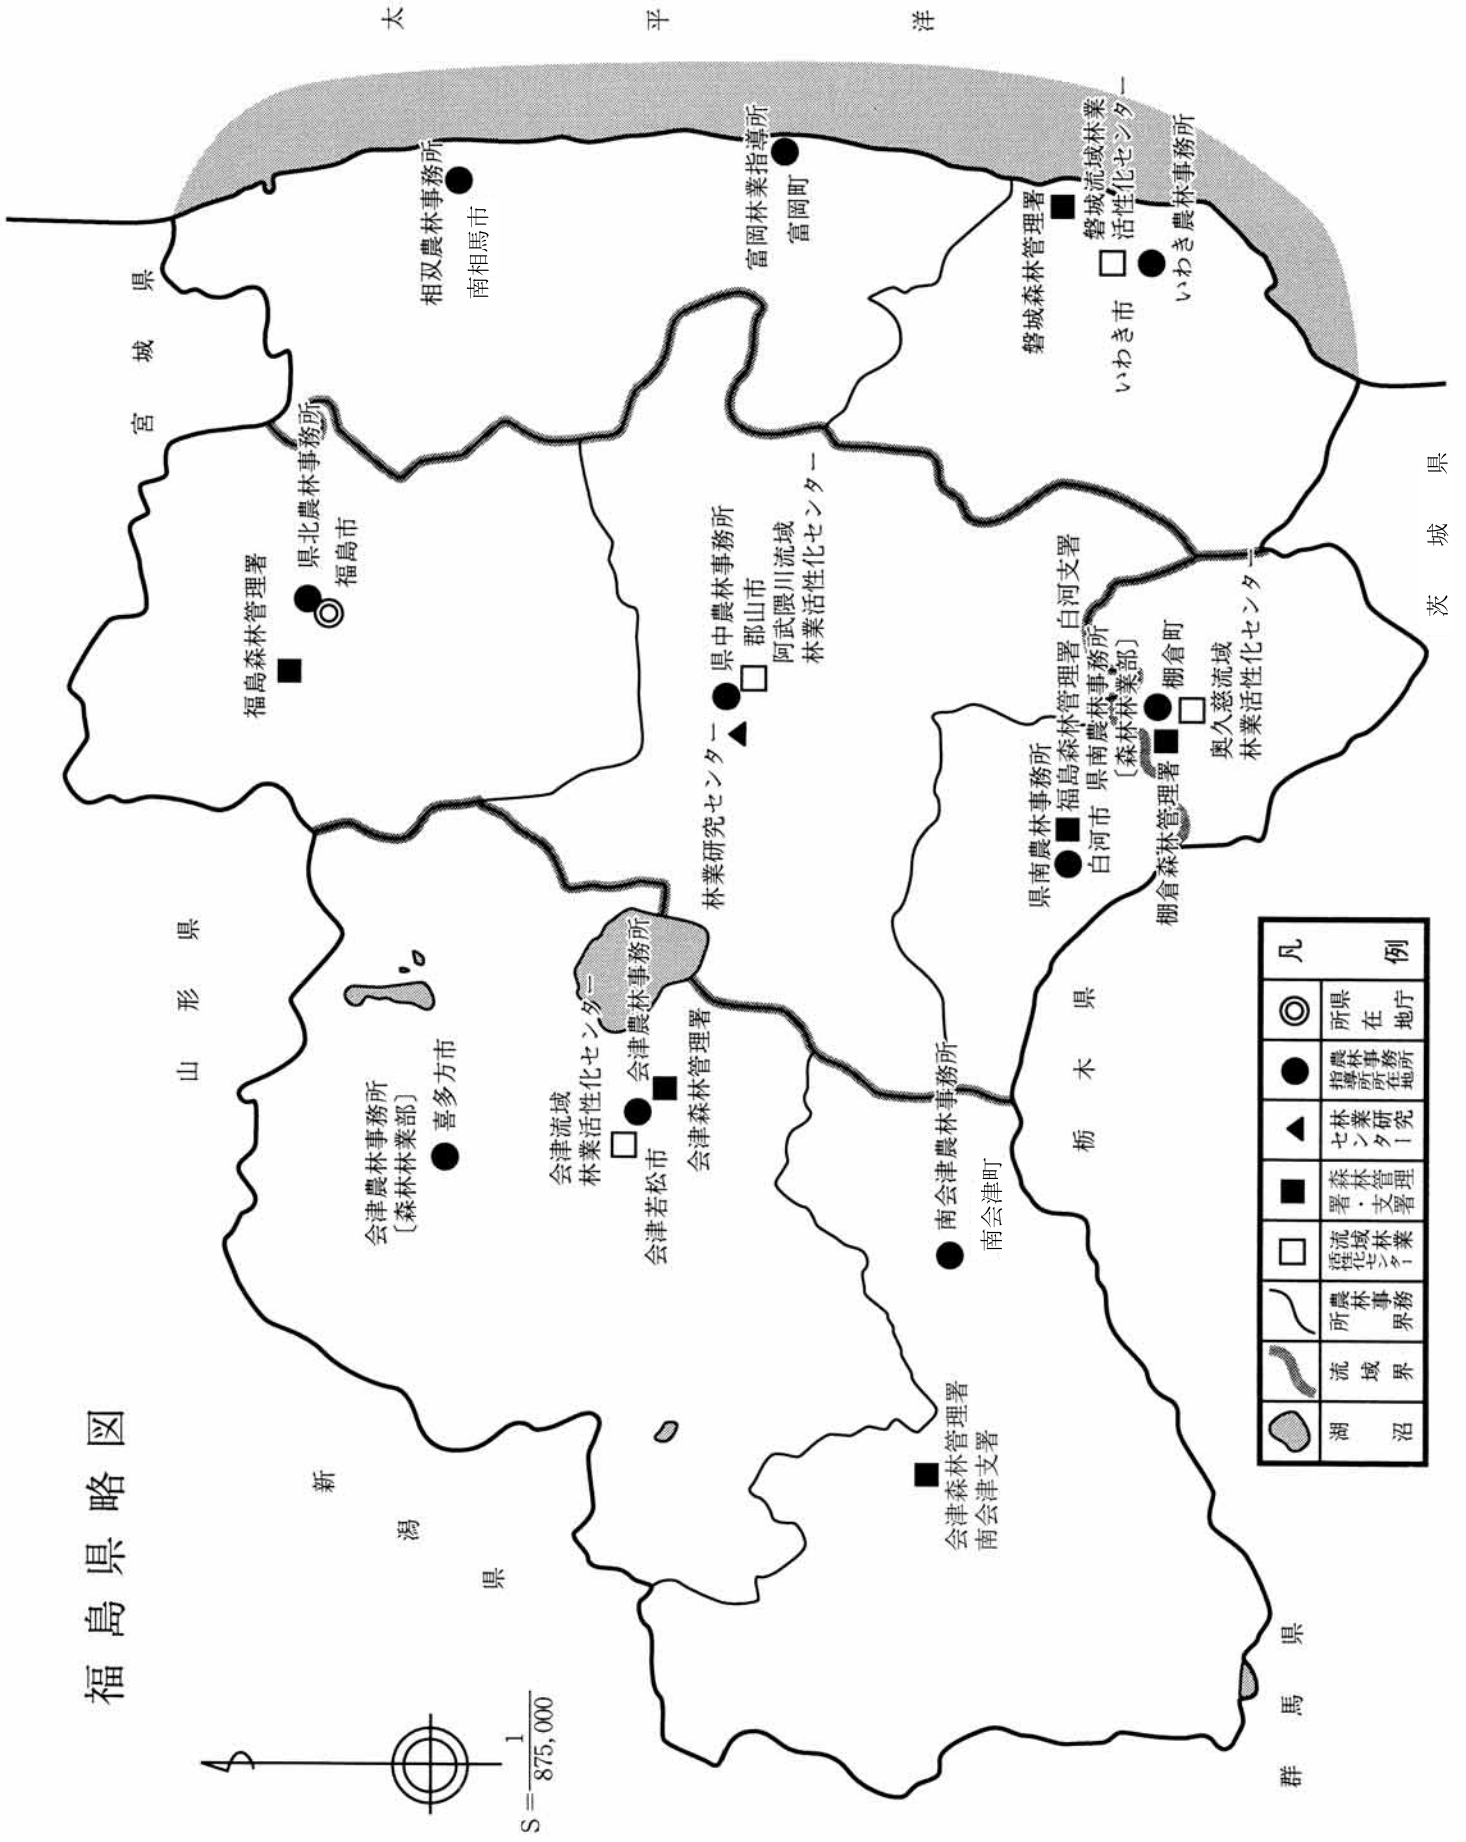 福島県略図
S＝1/875,000
太平洋
宮城県
山形県
新潟県
群馬県
栃木県
茨城県
相双農林事務所
南相馬市
富岡林業指導所
富岡町
磐城森林管理署
磐城流域林業
活性化センター
いわき市
いわき農林事務所
福島森林管理署
県北農林事務所
福島市
県中農林事務所
郡山市
阿武隈川流域
林業活性化センター
林業研究センター
県南農林事務所
福島森林管理署 白河支署
白河市
県南農林事務所
〔森林林業部〕
棚倉町
棚倉森林管理署
奥久慈流域
林業活性化センター
会津農林事務所
〔森林林業部〕
喜多方市
会津流域
林業活性化センター
会津農林事務所
会津若松市
会津森林管理署
南会津農林事務所
南会津町
会津森林管理署
南会津支署
凡例
県庁所在地
農林事務所指導所所在地
林業研究センター
森林管理署・支署
流域林業活性化センター
農林事務所界
流域界
湖沼